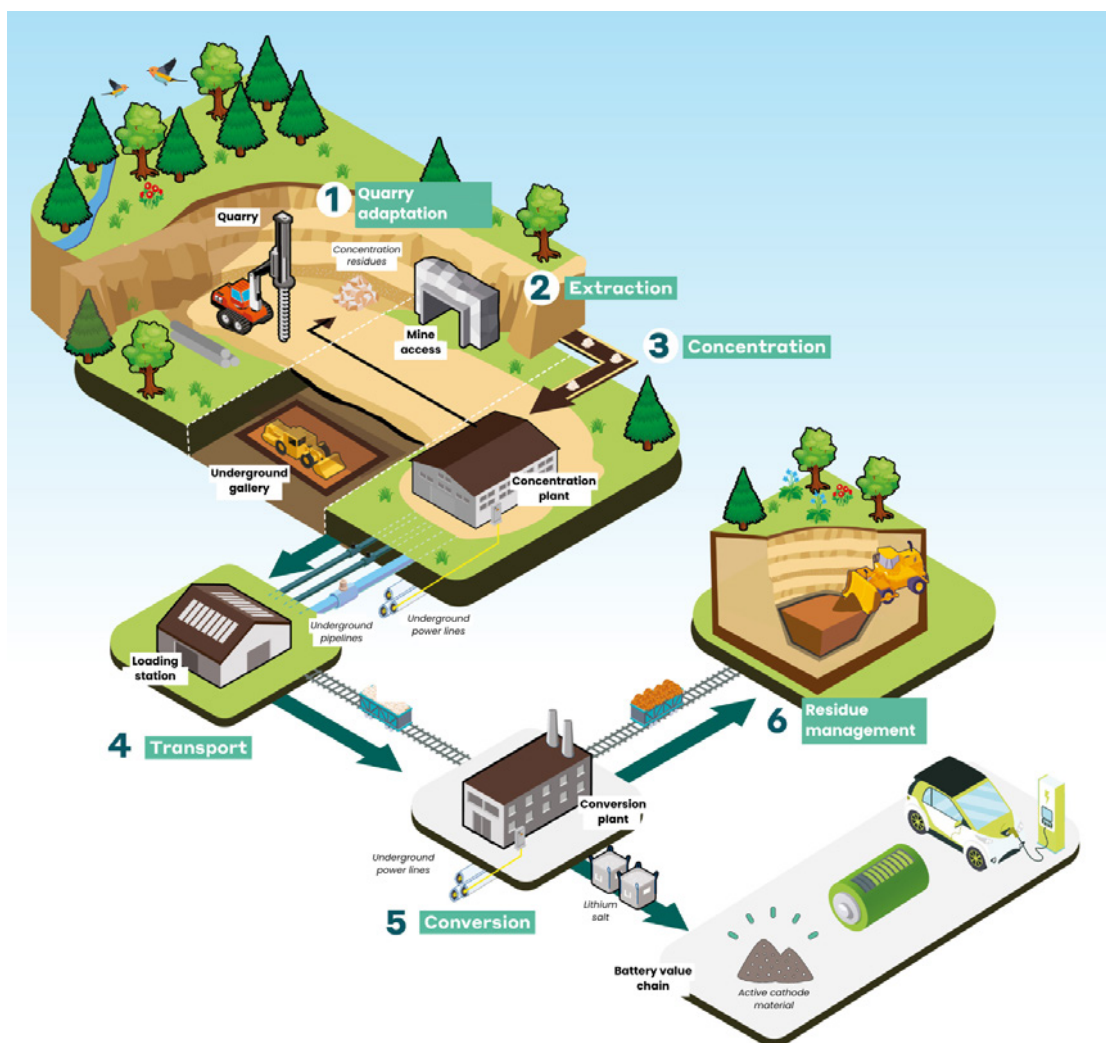 1 Quarry
adaptation
Quarry
Concentration
residues
2 Extraction
Mine
access
3 Concentration
Underground
gallery
Concentration
plant
Underground
pipelines
Underground
power lines
Loading
station
4 Transport
6 Residue
management
Conversion
plant
Underground
power lines
5 Conversion
Lithium
salt
Battery value
chain
Active cathode
material